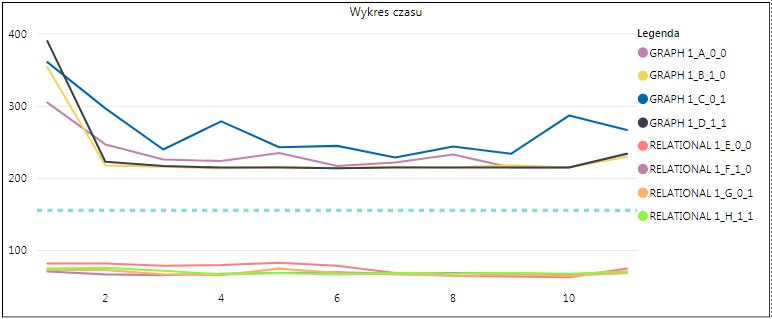 Wykres czasu
400
300
200
100
2
4
6
8
10
Legenda
GRAPH 1_A_0_0
GRAPH 1_B_1_0
GRAPH 1_C_0_1
GRAPH 1_D_1_1
RELATIONAL 1_E_0_0
RELATIONAL 1_F_1_0
RELATIONAL 1_G_0_1
RELATIONAL 1_H_1_1